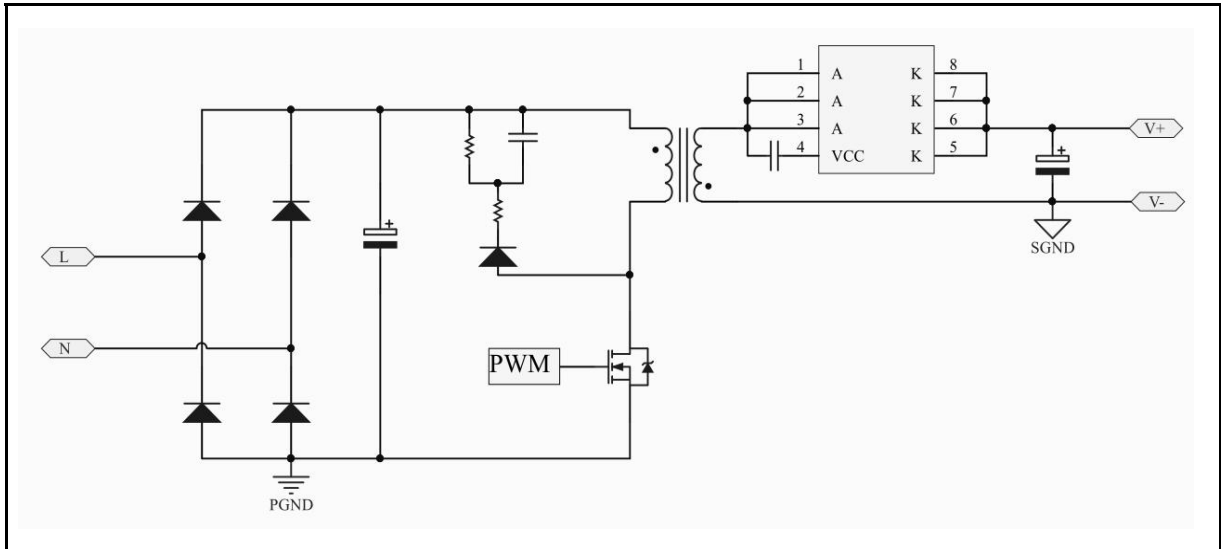 1 A K 8
2 A K 7
3 A K 6
4 VCC K 5
V+
+
+
V-
SGND
L
N
PWM
PGND